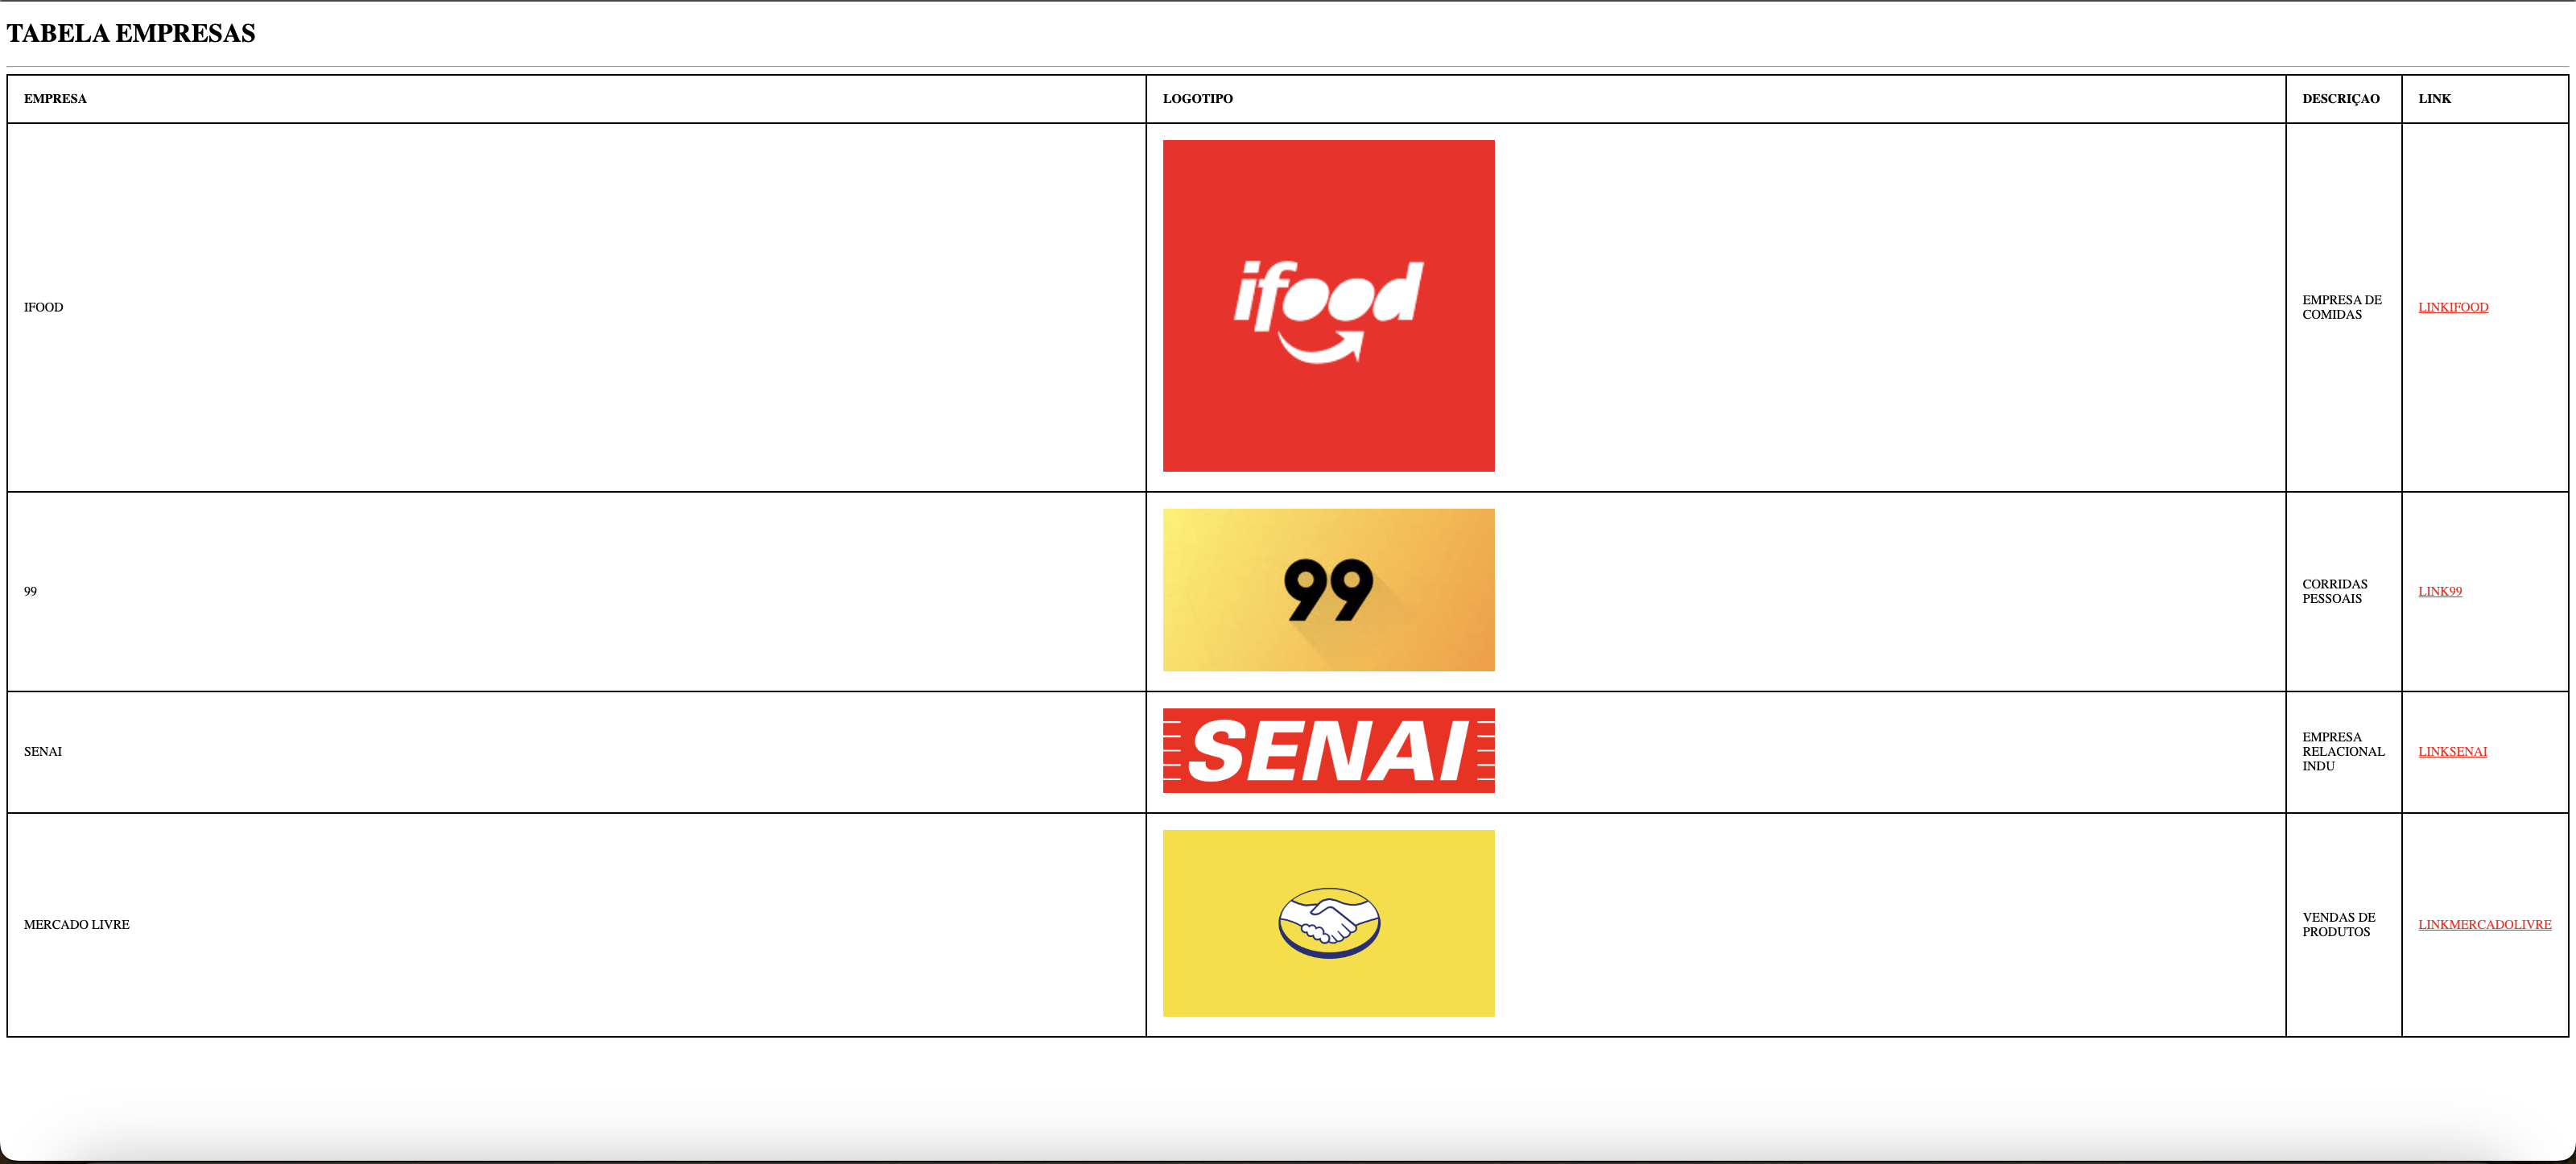 TABELA EMPRESAS
EMPRESA
LOGOTIPO
DESCRIÇAO
LINK
IFOOD
ifood
EMPRESA DE
COMIDAS
LINKIFOOD
99
99
CORRIDAS
PESSOAIS
LINK99
SENAI
SENAI
EMPRESA
RELACIONAL
INDU
LINKSENAI
MERCADO LIVRE
VENDAS DE
PRODUTOS
LINKMERCADOLIVRE